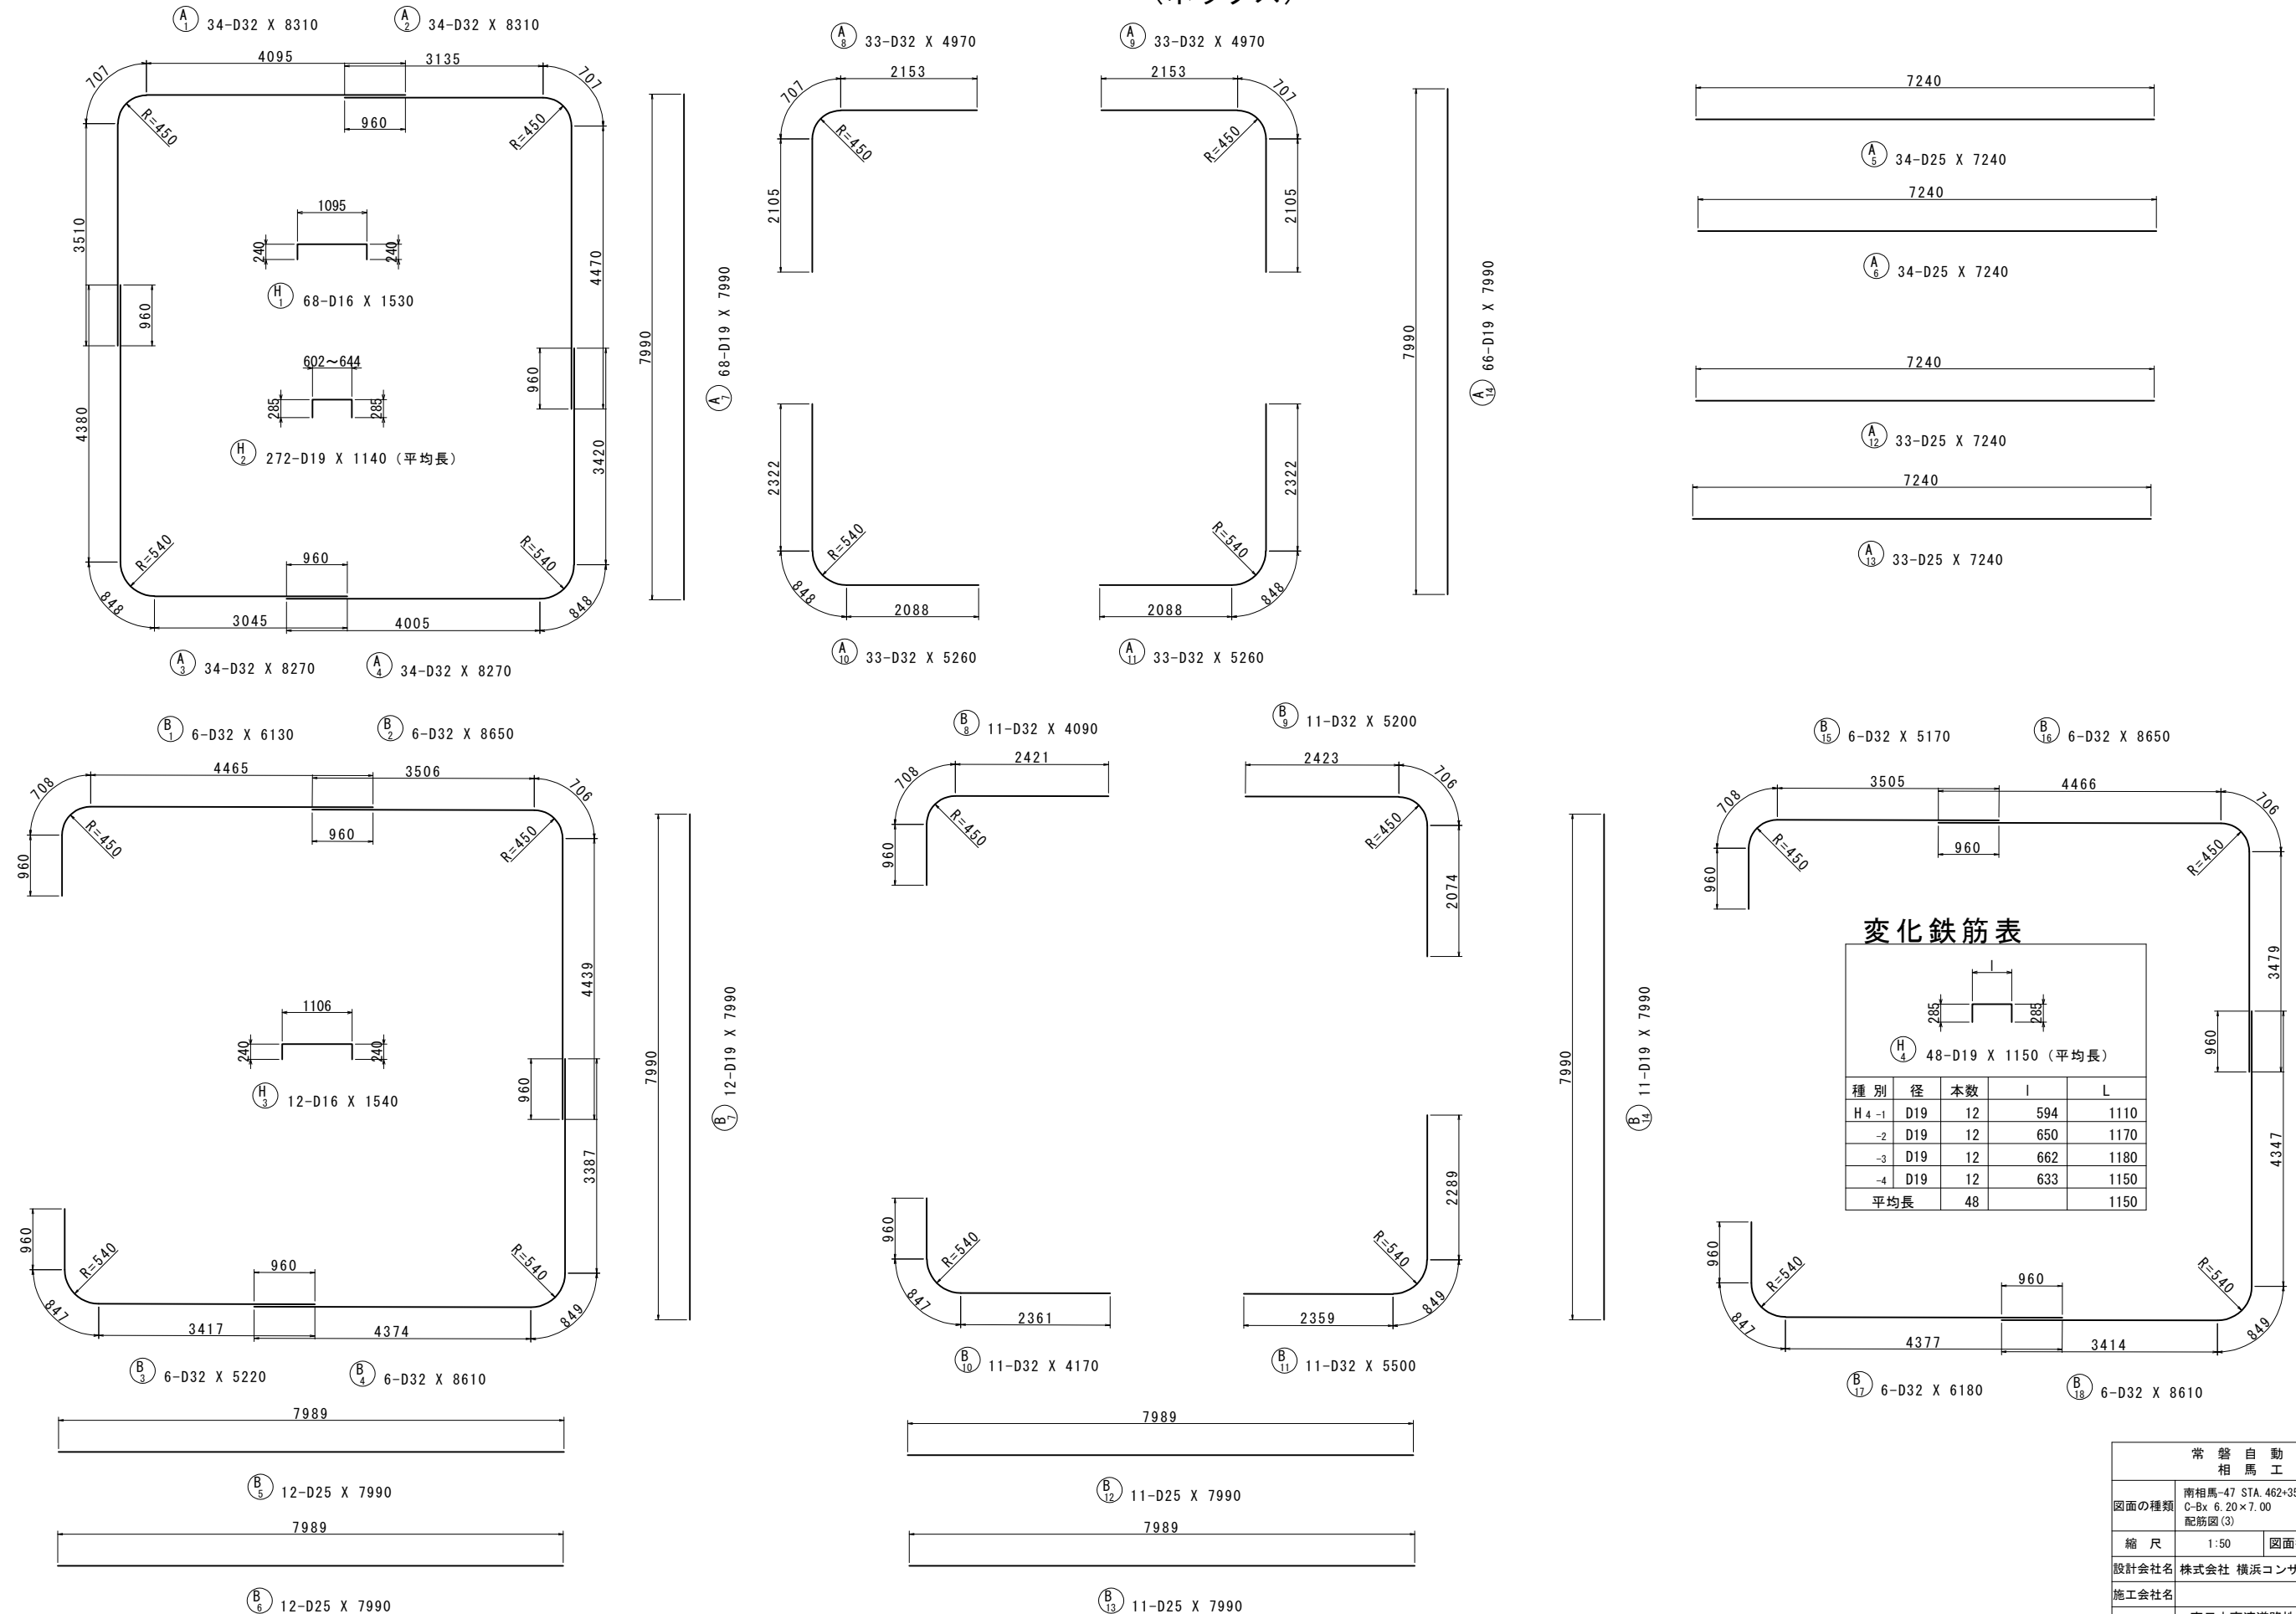 A1 34-D32 X 8310
A2 34-D32 X 8310
4095
3135
707
707
960
R=450
R=450
3510
4470
1095
240
240
H1 68-D16 X 1530
960
602～644
285
285
H2 272-D19 X 1140 (平均長)
4380
960
3420
R=540
R=540
960
848
848
3045
4005
A3 34-D32 X 8270
A4 34-D32 X 8270
7990
A7 68-D19 X 7990
A8 33-D32 X 4970
A9 33-D32 X 4970
2153
2153
707
707
R=450
R=450
2105
2105
2322
2322
R=540
R=540
848
848
2088
2088
A10 33-D32 X 5260
A11 33-D32 X 5260
7990
A14 66-D19 X 7990
7240
A5 34-D25 X 7240
7240
A6 34-D25 X 7240
7240
A12 33-D25 X 7240
7240
A13 33-D25 X 7240
B1 6-D32 X 6130
B2 6-D32 X 8650
4465
3506
708
706
960
R=450
R=450
960
4439
1106
240
240
H3 12-D16 X 1540
960
3387
960
R=540
R=540
960
847
849
3417
4374
B3 6-D32 X 5220
B4 6-D32 X 8610
7990
B7 12-D19 X 7990
7989
B5 12-D25 X 7990
7989
B6 12-D25 X 7990
B8 11-D32 X 4090
B9 11-D32 X 5200
2421
2423
708
706
R=450
R=450
960
2074
960
2289
R=540
R=540
847
849
2361
2359
B10 11-D32 X 4170
B11 11-D32 X 5500
7990
B14 11-D19 X 7990
7989
B12 11-D25 X 7990
7989
B13 11-D25 X 7990
B15 6-D32 X 5170
B16 6-D32 X 8650
3505
4466
708
706
960
R=450
R=450
960
3479
変化鉄筋表
l
285
285
H4 48-D19 X 1150 (平均長)
種別 径 本数 l L
H4-1 D19 12 594 1110
-2 D19 12 650 1170
-3 D19 12 662 1180
-4 D19 12 633 1150
平均長 48 1150
960
4347
960
R=540
R=540
960
847
849
4377
3414
B17 6-D32 X 6180
B18 6-D32 X 8610
常磐自動
相馬工
図面の種類 南相馬-47 STA.462+35
C-Bx 6.20×7.00
配筋図(3)
縮尺 1:50 図面
設計会社名 株式会社 横浜コンサ
施工会社名